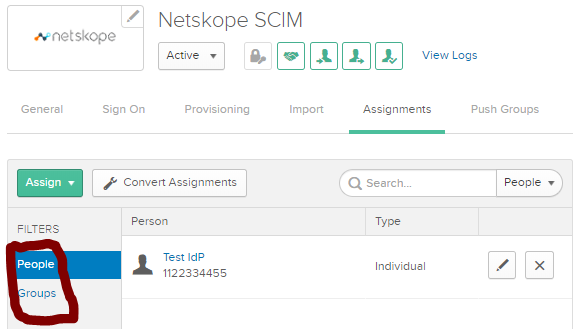 netskope
Netskope SCIM
Active
View Logs
General Sign On Provisioning Import Assignments Push Groups
Assign Convert Assignments Search... People
FILTERS Person Type
People
Test IdP
1122334455
Individual
Groups